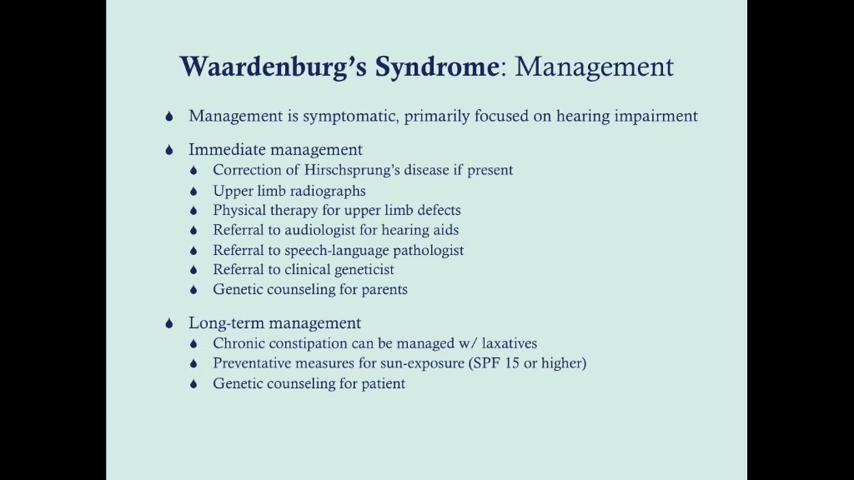 Waardenburg's Syndrome: Management
Management is symptomatic, primarily focused on hearing impairment
Immediate management
Correction of Hirschsprung's disease if present
Upper limb radiographs
Physical therapy for upper limb defects
Referral to audiologist for hearing aids
Referral to speech-language pathologist
Referral to clinical geneticist
Genetic counseling for parents
Long-term management
Chronic constipation can be managed w/ laxatives
Preventative measures for sun-exposure (SPF 15 or higher)
Genetic counseling for patient